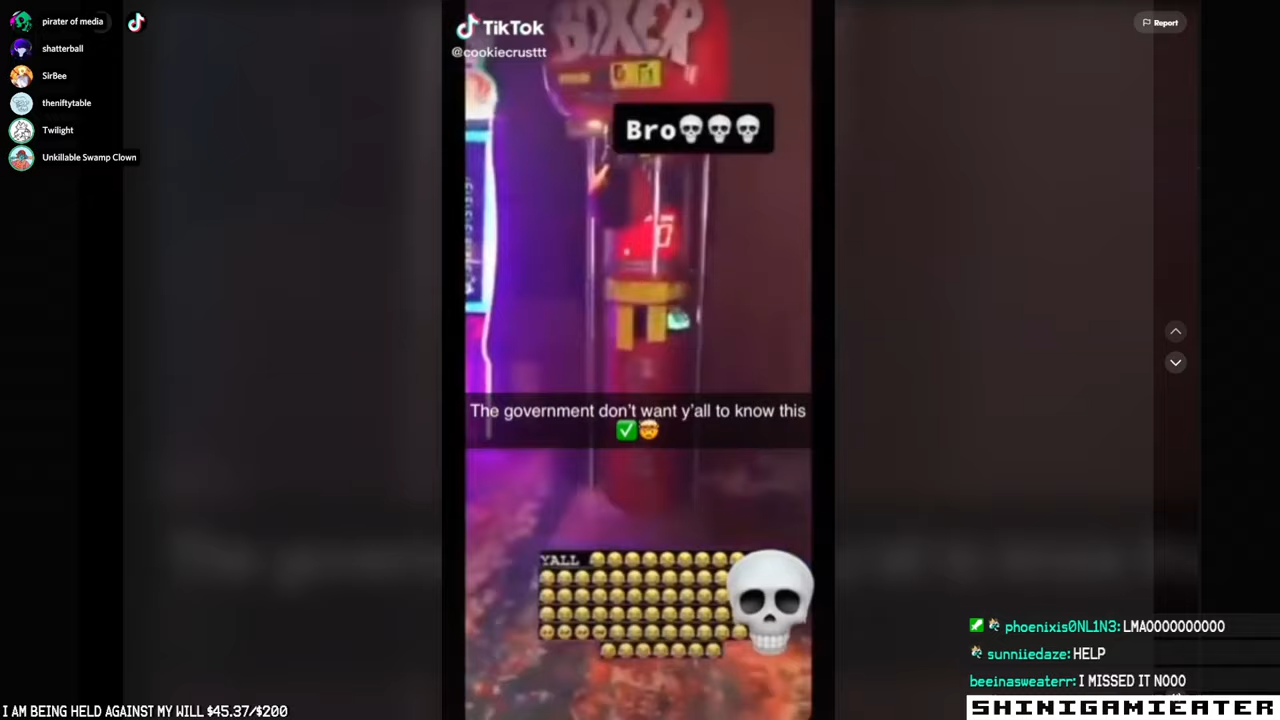 pirater of media
shatterball
SirBee
theniftytable
Twilight
Unkillable Swamp Clown
TikTok
@cookiecrusttt
Report
BOXER
Bro💀💀💀
The government don't want y'all to know this
✅🤯
YALL
phoenixis0NL1N3: LMAOOOOOOOOO
sunniiedaze: HELP
beeinasweaterr: I MISSED IT NOOO
I AM BEING HELD AGAINST MY WILL $45.37/$200
SHINIGAMIEATER